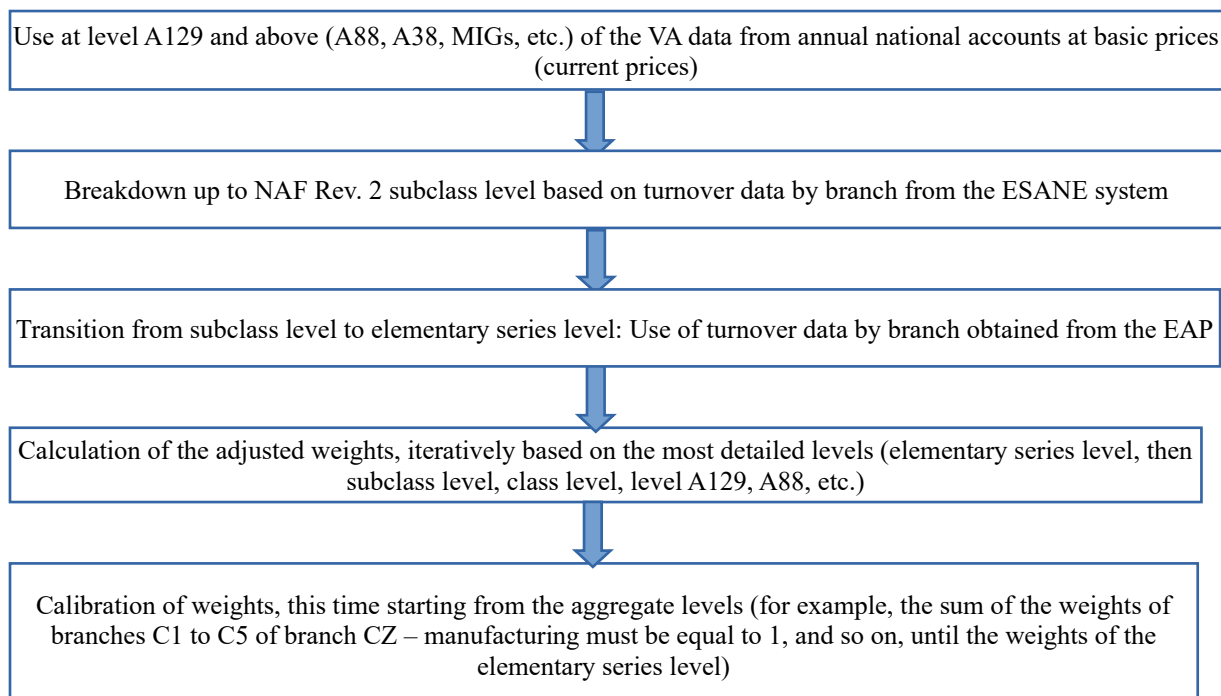 Use at level A129 and above (A88, A38, MIGs, etc.) of the VA data from annual national accounts at basic prices
(current prices)
Breakdown up to NAF Rev. 2 subclass level based on turnover data by branch from the ESANE system
Transition from subclass level to elementary series level: Use of turnover data by branch obtained from the EAP
Calculation of the adjusted weights, iteratively based on the most detailed levels (elementary series level, then
subclass level, class level, level A129, A88, etc.)
Calibration of weights, this time starting from the aggregate levels (for example, the sum of the weights of
branches C1 to C5 of branch CZ – manufacturing must be equal to 1, and so on, until the weights of the
elementary series level)